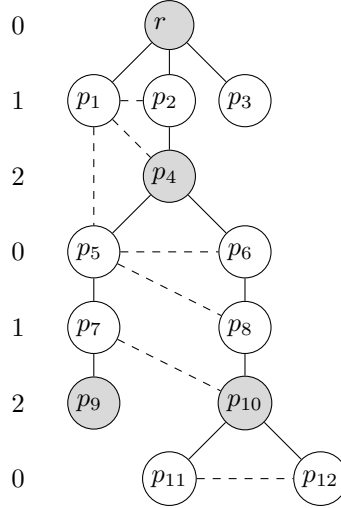 0 r
1 p₁ p₂ p₃
2 p₄
0 p₅ p₆
1 p₇ p₈
2 p₉ p₁₀
0 p₁₁ p₁₂